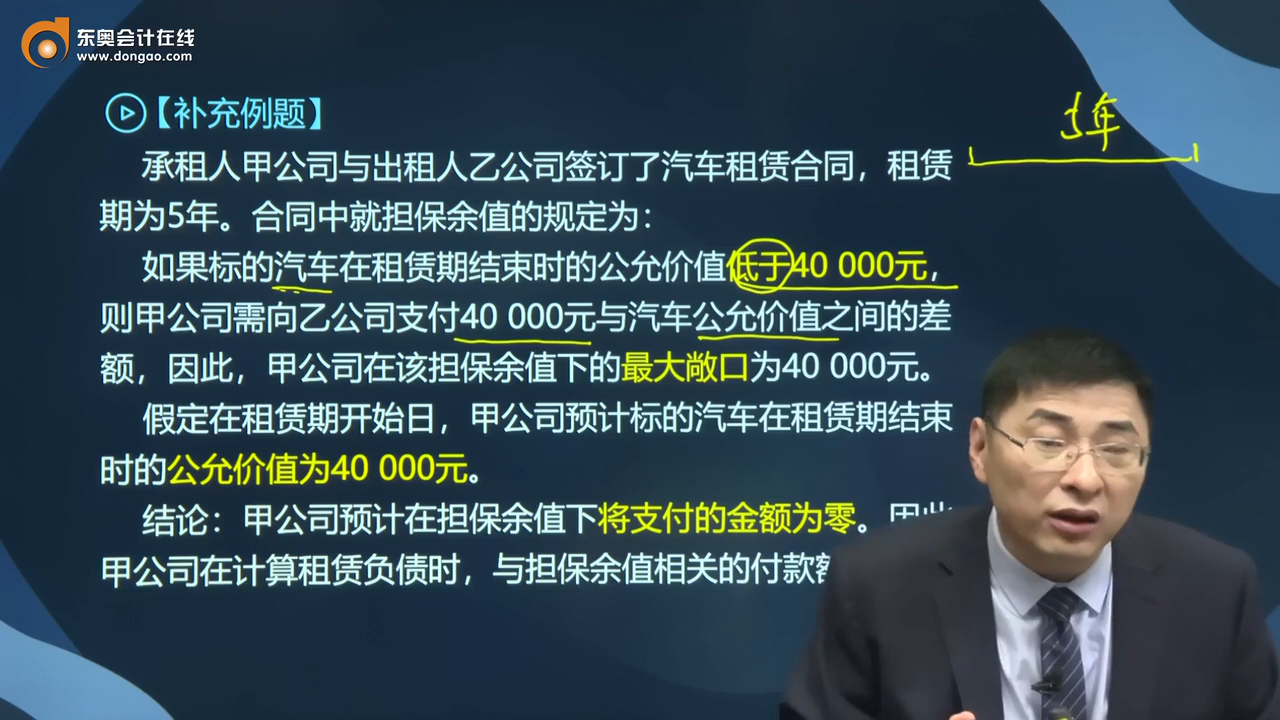 东奥会计在线
www.dongao.com
【补充例题】
5年
承租人甲公司与出租人乙公司签订了汽车租赁合同，租赁
期为5年。合同中就担保余值的规定为：
如果标的汽车在租赁期结束时的公允价值低于40 000元，
则甲公司需向乙公司支付40 000元与汽车公允价值之间的差
额，因此，甲公司在该担保余值下的最大敞口为40 000元。
假定在租赁期开始日，甲公司预计标的汽车在租赁期结束
时的公允价值为40 000元。
结论：甲公司预计在担保余值下将支付的金额为零。
甲公司在计算租赁负债时，与担保余值相关的付款